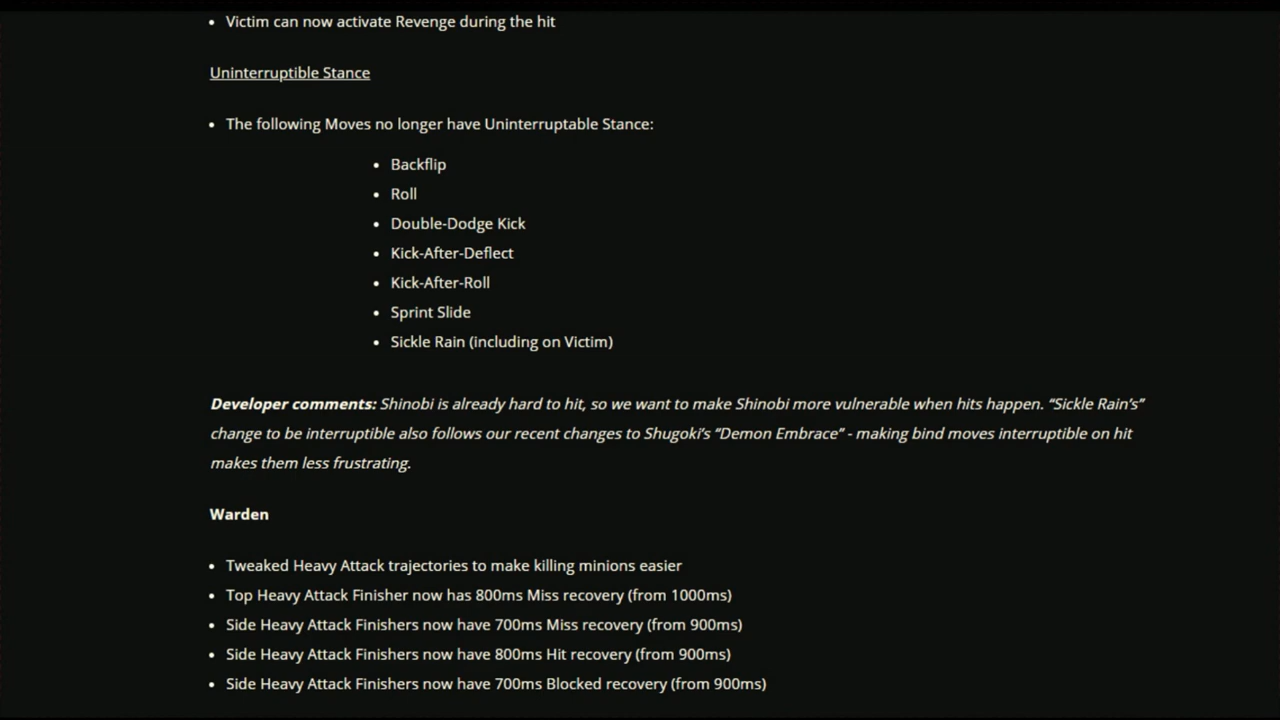 • Victim can now activate Revenge during the hit
Uninterruptible Stance
• The following Moves no longer have Uninterruptable Stance:
• Backflip
• Roll
• Double-Dodge Kick
• Kick-After-Deflect
• Kick-After-Roll
• Sprint Slide
• Sickle Rain (including on Victim)
Developer comments: Shinobi is already hard to hit, so we want to make Shinobi more vulnerable when hits happen. “Sickle Rain’s”
change to be interruptible also follows our recent changes to Shugoki’s “Demon Embrace” - making bind moves interruptible on hit
makes them less frustrating.
Warden
• Tweaked Heavy Attack trajectories to make killing minions easier
• Top Heavy Attack Finisher now has 800ms Miss recovery (from 1000ms)
• Side Heavy Attack Finishers now have 700ms Miss recovery (from 900ms)
• Side Heavy Attack Finishers now have 800ms Hit recovery (from 900ms)
• Side Heavy Attack Finishers now have 700ms Blocked recovery (from 900ms)